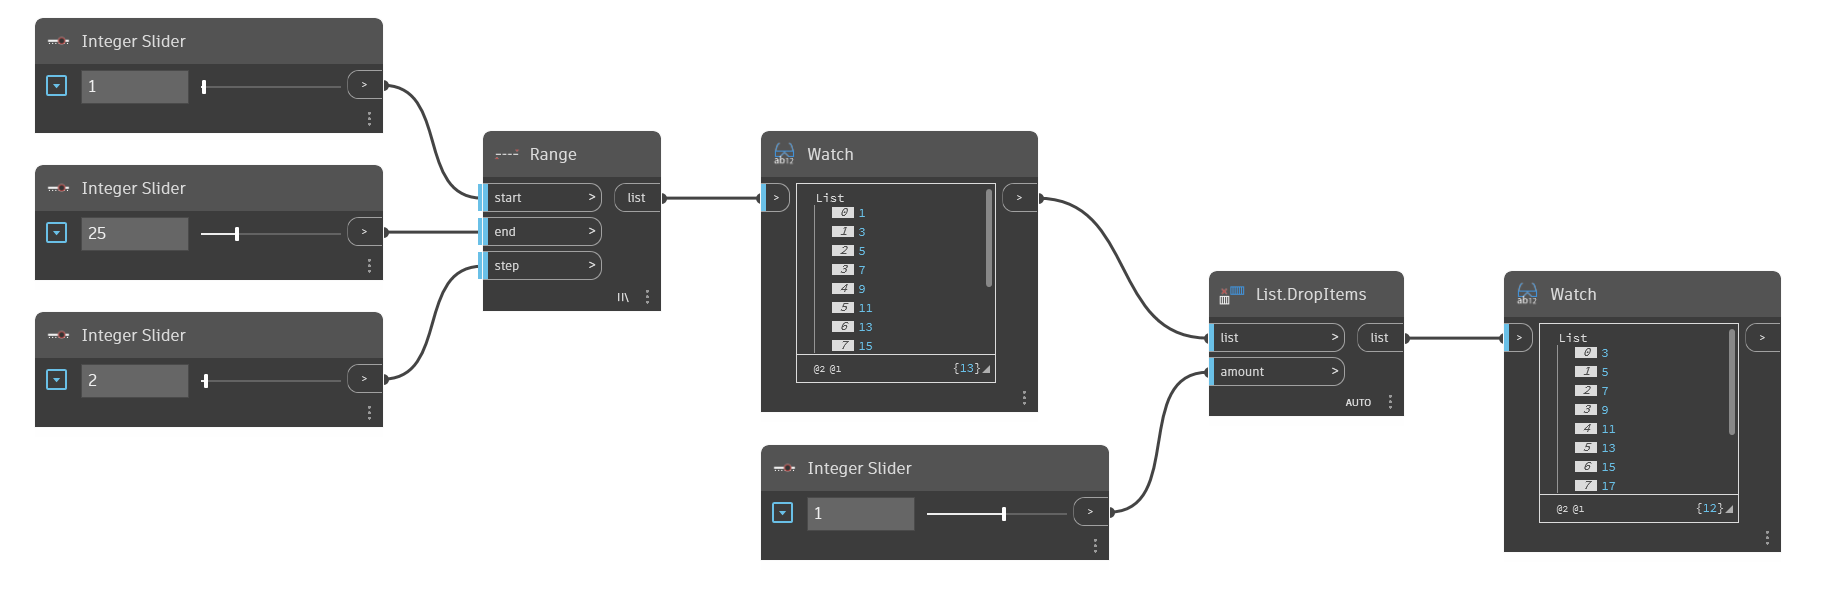 Integer Slider
1
>
Integer Slider
25
>
Integer Slider
2
>
Range
start >
list
end >
step >
Watch
>
List
0 1
1 3
2 5
3 7
4 9
5 11
6 13
7 15
@2 @1 {13}
>
Integer Slider
1
>
List.DropItems
list >
list
amount >
AUTO
Watch
>
List
0 3
1 5
2 7
3 9
4 11
5 13
6 15
7 17
@2 @1 {12}
>